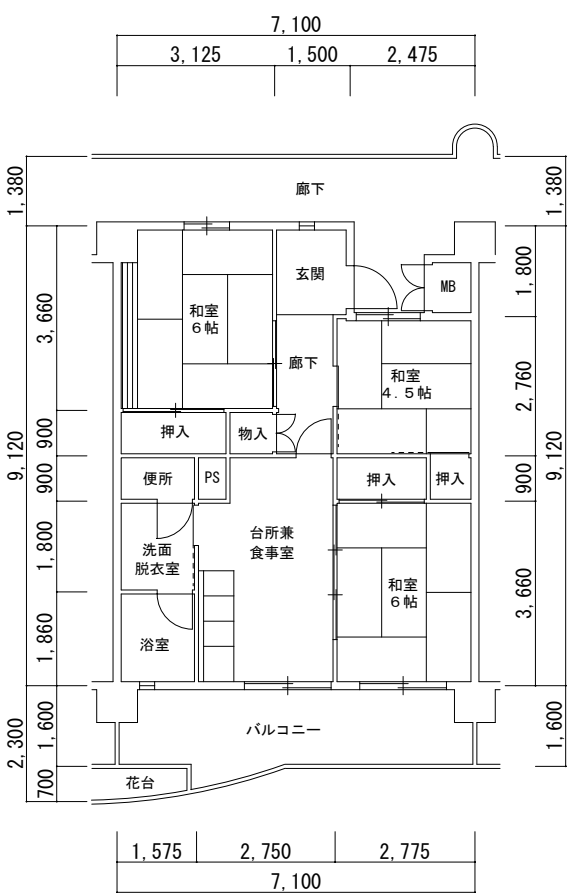 7,100
3,125
1,500
2,475
1,380
廊下
1,380
玄関
MB
1,800
3,660
和室
6帖
廊下
和室
4.5帖
2,760
9,120
9,120
900
押入
物入
900
便所
PS
押入
押入
900
1,800
洗面
脱衣室
台所兼
食事室
和室
6帖
3,660
1,860
浴室
2,300
1,600
バルコニー
1,600
700
花台
1,575
2,750
2,775
7,100